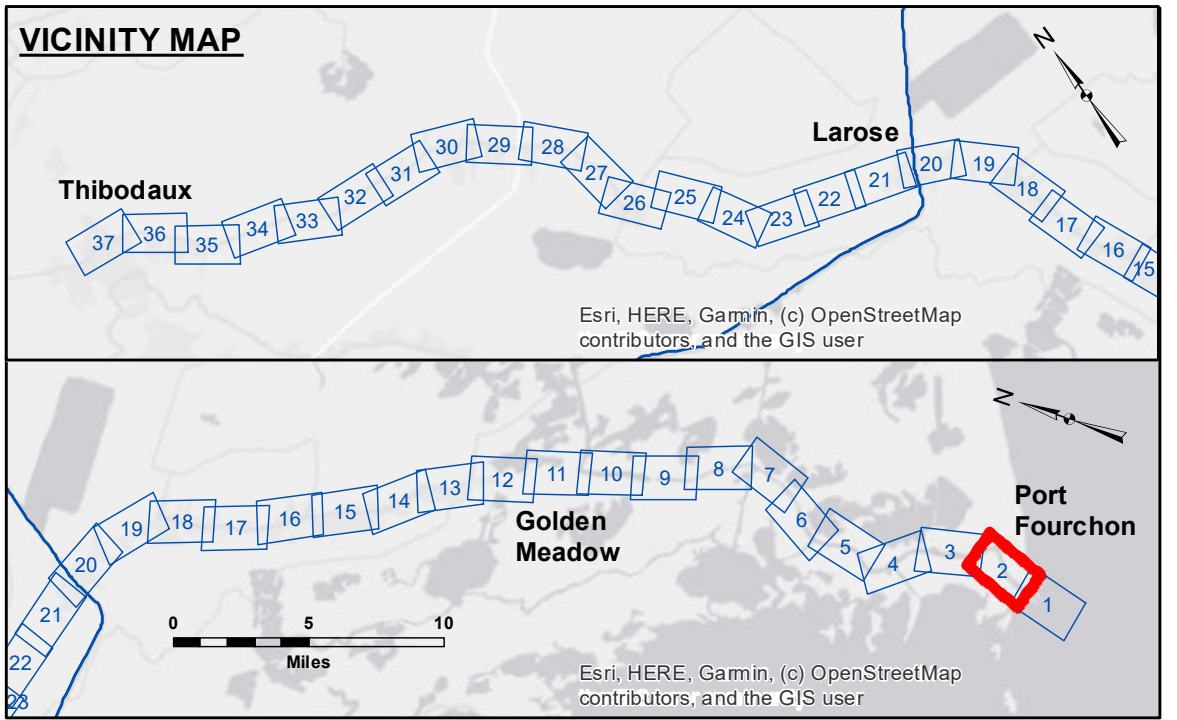 VICINITY MAP
N
Larose
Thibodaux
30 29 28
31 27
32
37 36 35 34 33
26 25 24 23 22 21 20 19 18 17 16 15
Esri, HERE, Garmin, (c) OpenStreetMap
contributors, and the GIS user
N
Port
Fourchon
Golden
Meadow
23 22 21 20 19 18 17 16 15 14 13 12 11 10 9 8 7 6 5 4 3 2 1
0 5 10
Miles
Esri, HERE, Garmin, (c) OpenStreetMap
contributors, and the GIS user